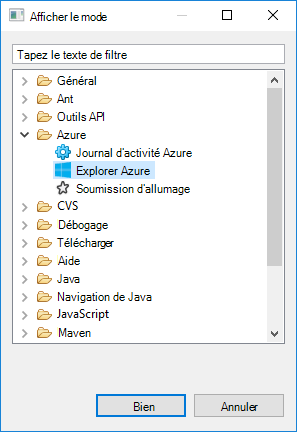 Afficher le mode
Tapez le texte de filtre
Général
Ant
Outils API
Azure
Journal d'activité Azure
Explorer Azure
Soumission d'allumage
CVS
Débogage
Télécharger
Aide
Java
Navigation de Java
JavaScript
Maven
Bien
Annuler